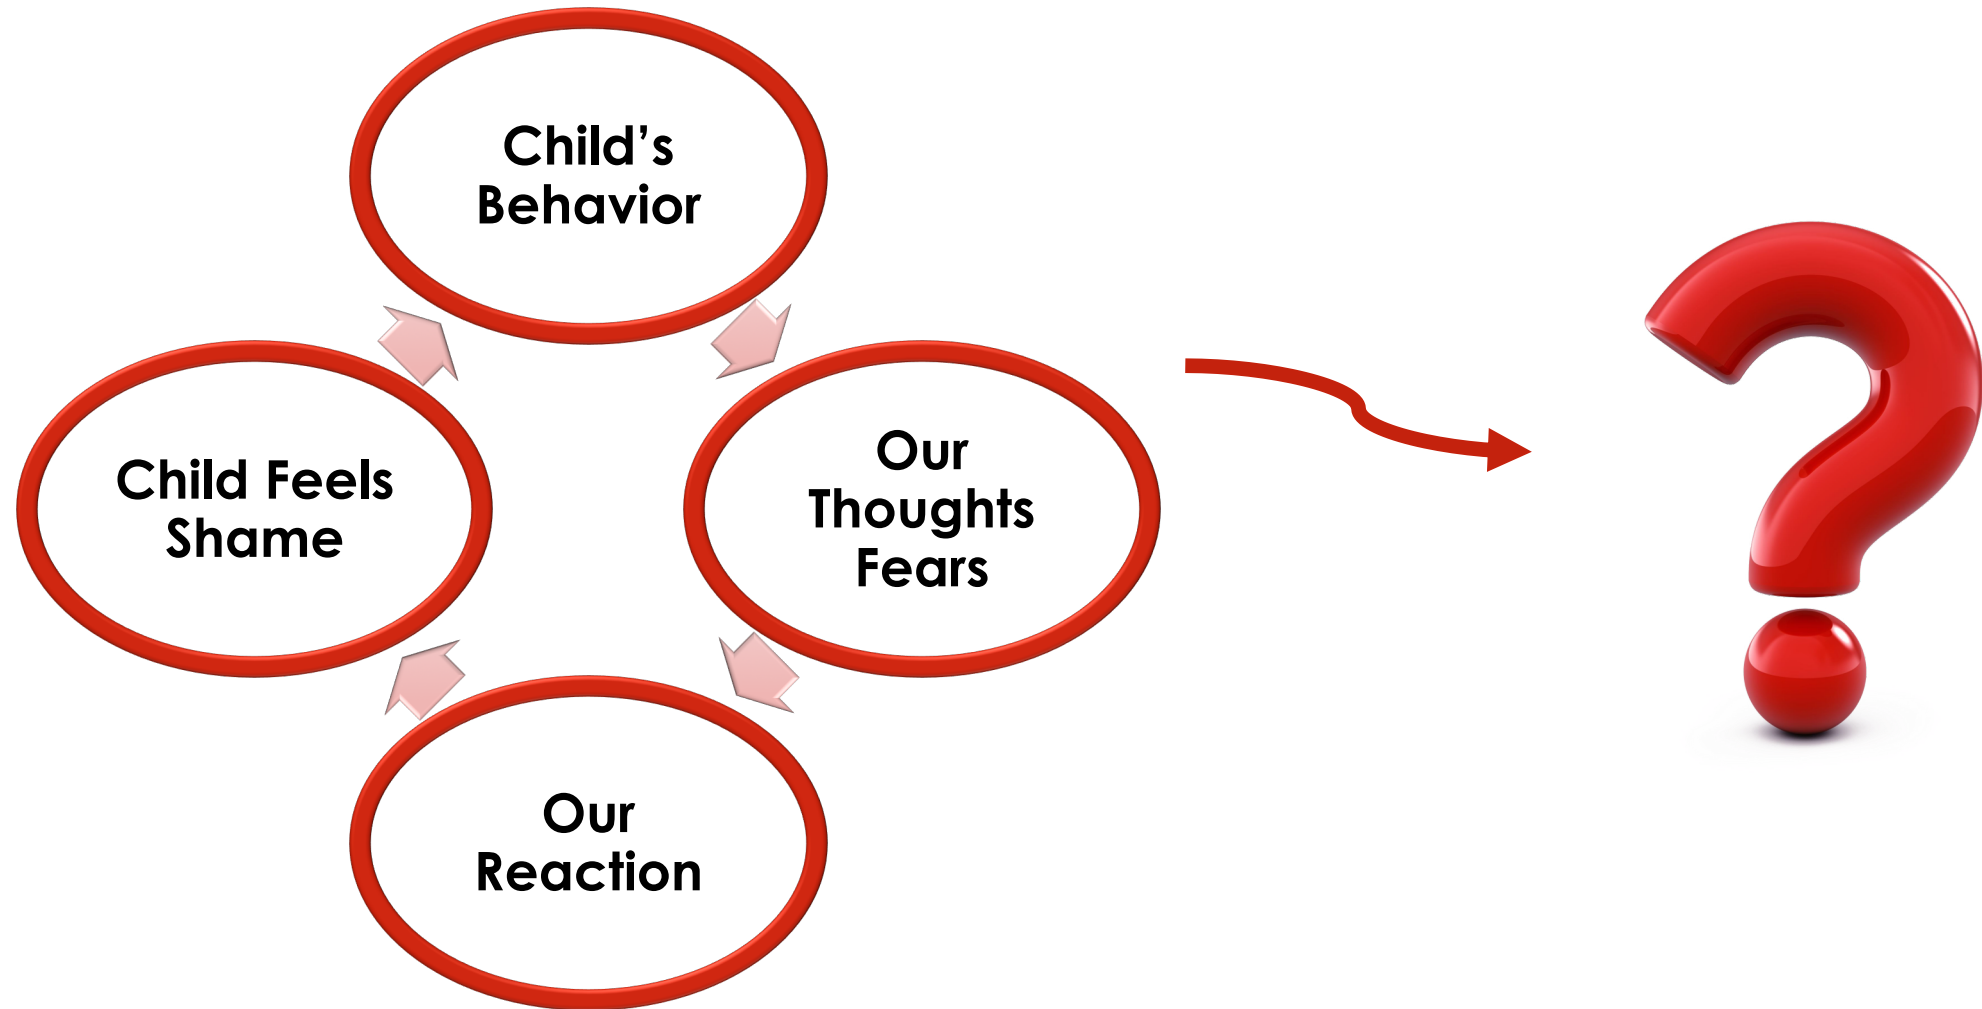 Child’s
Behavior
Our
Thoughts
Fears
Our
Reaction
Child Feels
Shame
?